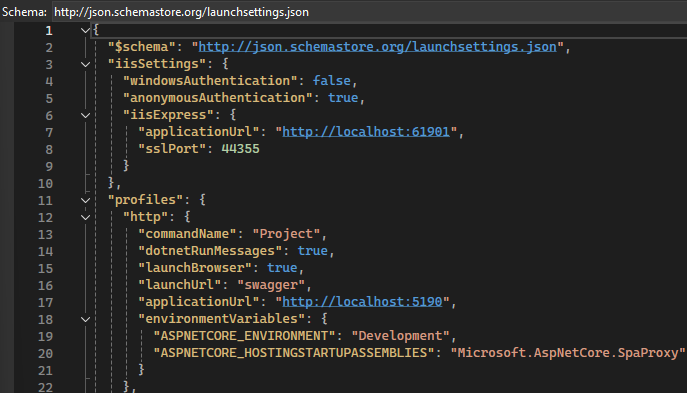 Schema: http://json.schemastore.org/launchsettings.json
1 {
2 "$schema": "http://json.schemastore.org/launchsettings.json",
3 "iisSettings": {
4 "windowsAuthentication": false,
5 "anonymousAuthentication": true,
6 "iisExpress": {
7 "applicationUrl": "http://localhost:61901",
8 "sslPort": 44355
9 }
10 },
11 "profiles": {
12 "http": {
13 "commandName": "Project",
14 "dotnetRunMessages": true,
15 "launchBrowser": true,
16 "launchUrl": "swagger",
17 "applicationUrl": "http://localhost:5190",
18 "environmentVariables": {
19 "ASPNETCORE_ENVIRONMENT": "Development",
20 "ASPNETCORE_HOSTINGSTARTUPASSEMBLIES": "Microsoft.AspNetCore.SpaProxy"
21 }
22 },